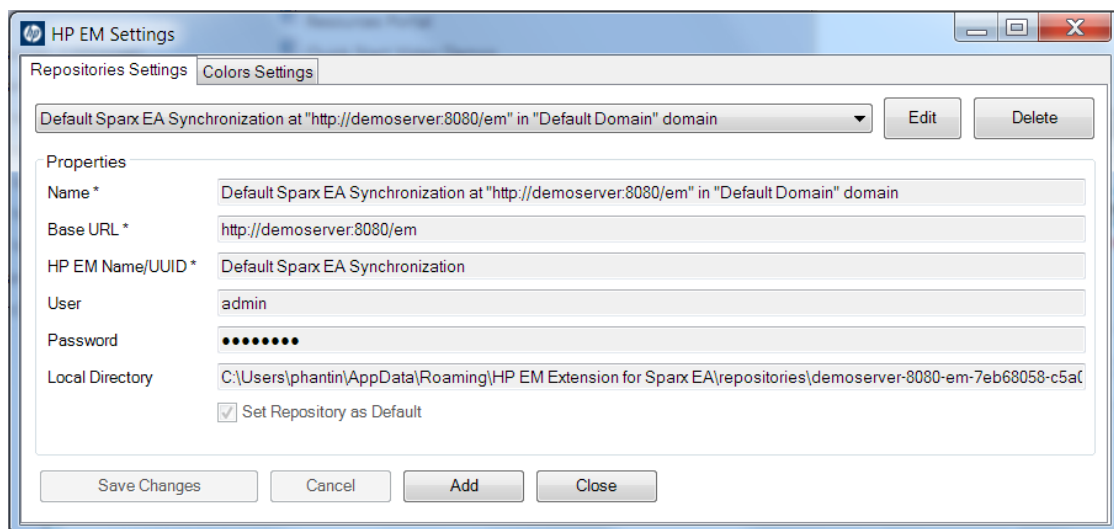 HP EM Settings
Repositories Settings
Colors Settings
Default Sparx EA Synchronization at "http://demoserver:8080/em" in "Default Domain" domain
Edit
Delete
Properties
Name *
Default Sparx EA Synchronization at "http://demoserver:8080/em" in "Default Domain" domain
Base URL *
http://demoserver:8080/em
HP EM Name/UUID *
Default Sparx EA Synchronization
User
admin
Password
●●●●●●●●
Local Directory
C:\Users\phantin\AppData\Roaming\HP EM Extension for Sparx EA\repositories\demoserver-8080-em-7eb68058-c5a
Set Repository as Default
Save Changes
Cancel
Add
Close